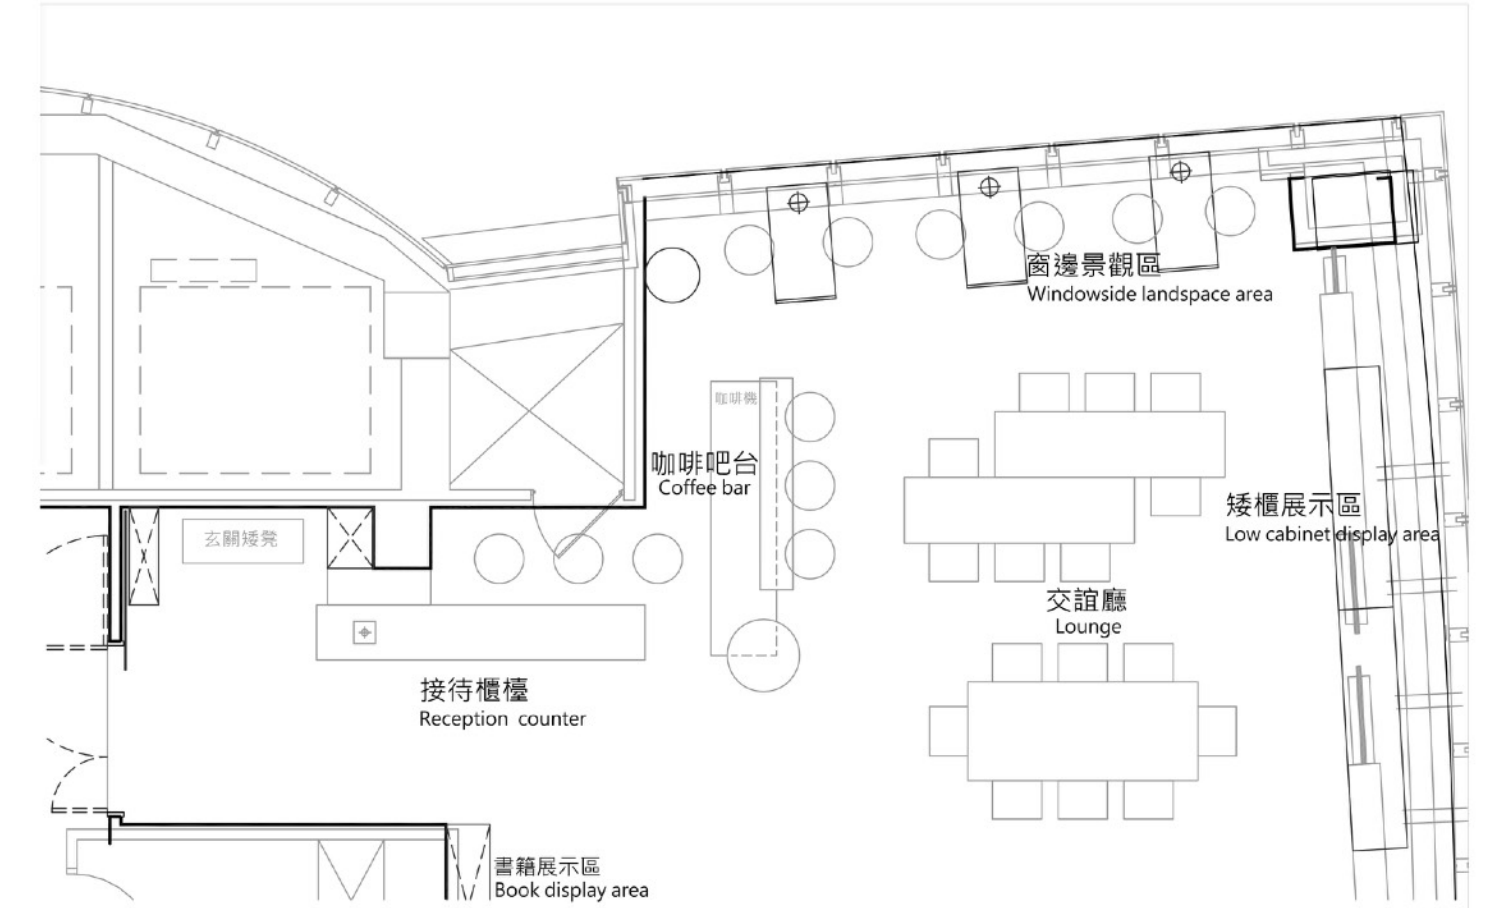 窗邊景觀區
Windowside landspace area
咖啡機
咖啡吧台
Coffee bar
矮櫃展示區
Low cabinet display area
玄關矮凳
交誼廳
Lounge
接待櫃檯
Reception counter
書籍展示區
Book display area